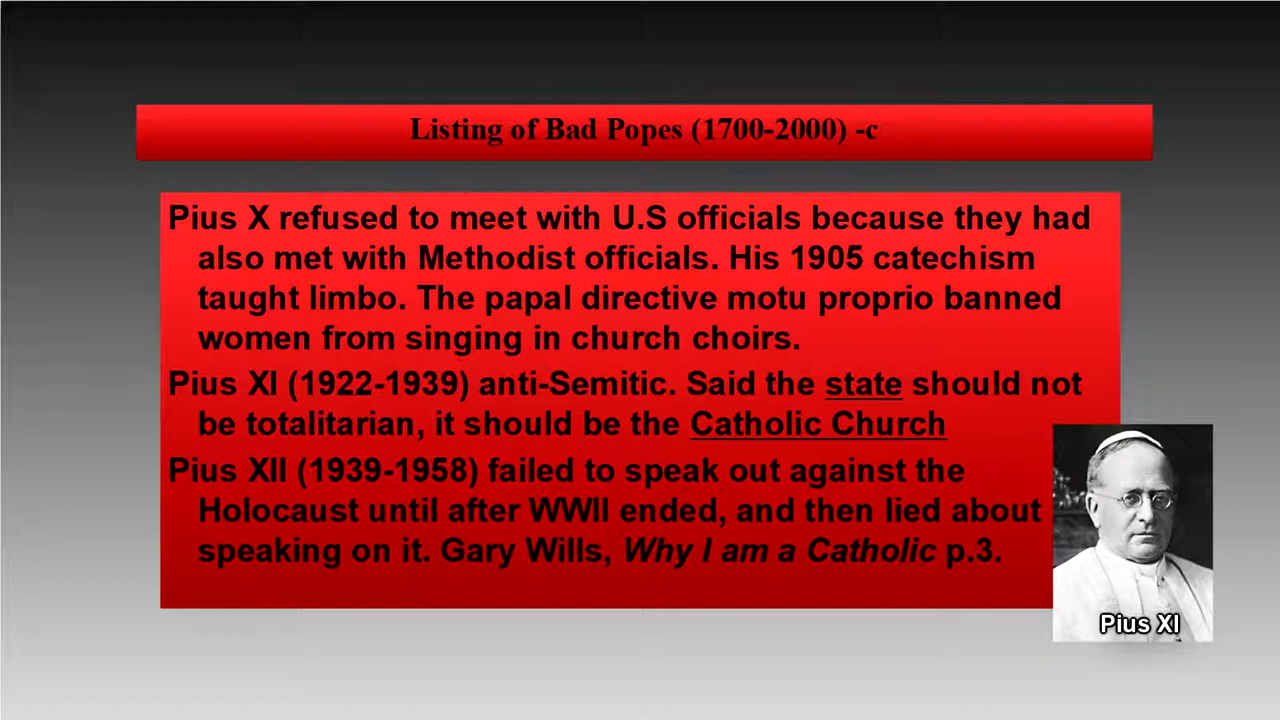 Listing of Bad Popes (1700-2000) -c
Pius X refused to meet with U.S officials because they had
also met with Methodist officials. His 1905 catechism
taught limbo. The papal directive motu proprio banned
women from singing in church choirs.
Pius XI (1922-1939) anti-Semitic. Said the state should not
be totalitarian, it should be the Catholic Church
Pius XII (1939-1958) failed to speak out against the
Holocaust until after WWII ended, and then lied about
speaking on it. Gary Wills, Why I am a Catholic p.3.
Pius XI